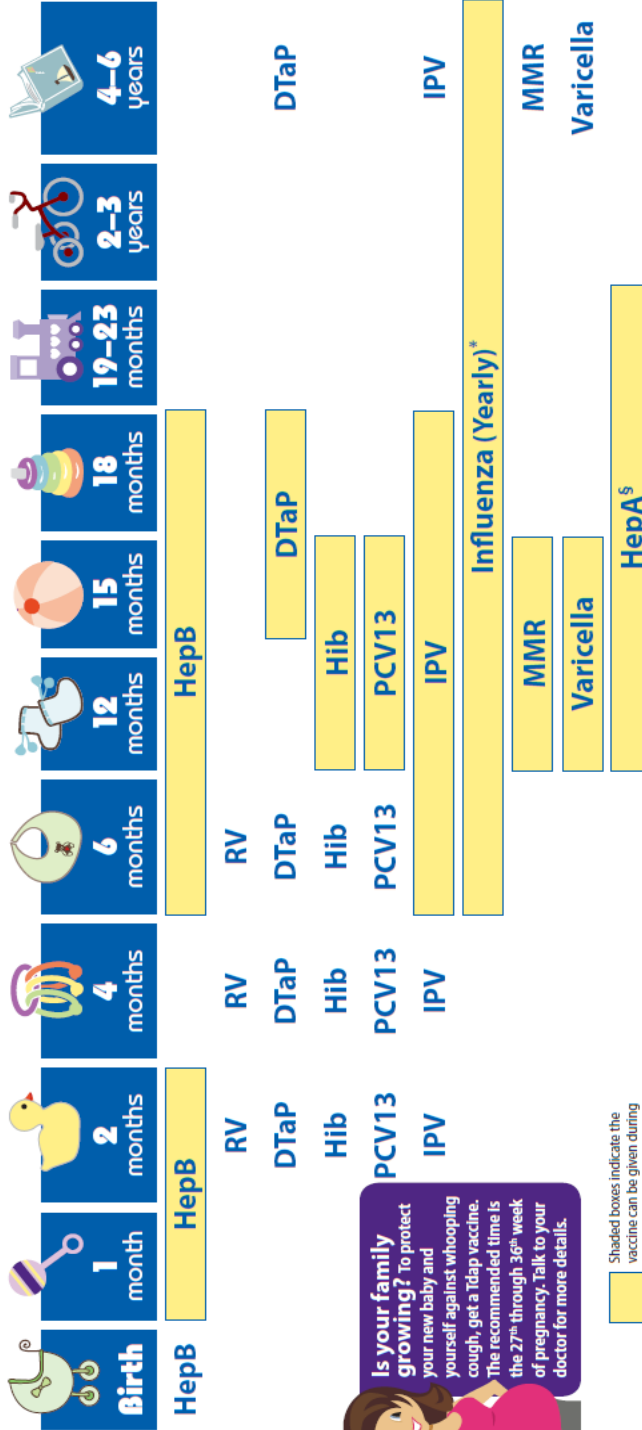 Birth
1
month
2
months
4
months
6
months
12
months
15
months
18
months
19–23
months
2–3
years
4–6
years
HepB
HepB
HepB
RV
RV
RV
DTaP
DTaP
DTaP
DTaP
DTaP
Hib
Hib
Hib
Hib
PCV13
PCV13
PCV13
PCV13
IPV
IPV
IPV
IPV
Influenza (Yearly)*
MMR
MMR
Varicella
Varicella
HepA§
Is your family
growing? To protect
your new baby and
yourself against whooping
cough, get a Tdap vaccine.
The recommended time is
the 27th through 36th week
of pregnancy. Talk to your
doctor for more details.
Shaded boxes indicate the
vaccine can be given during